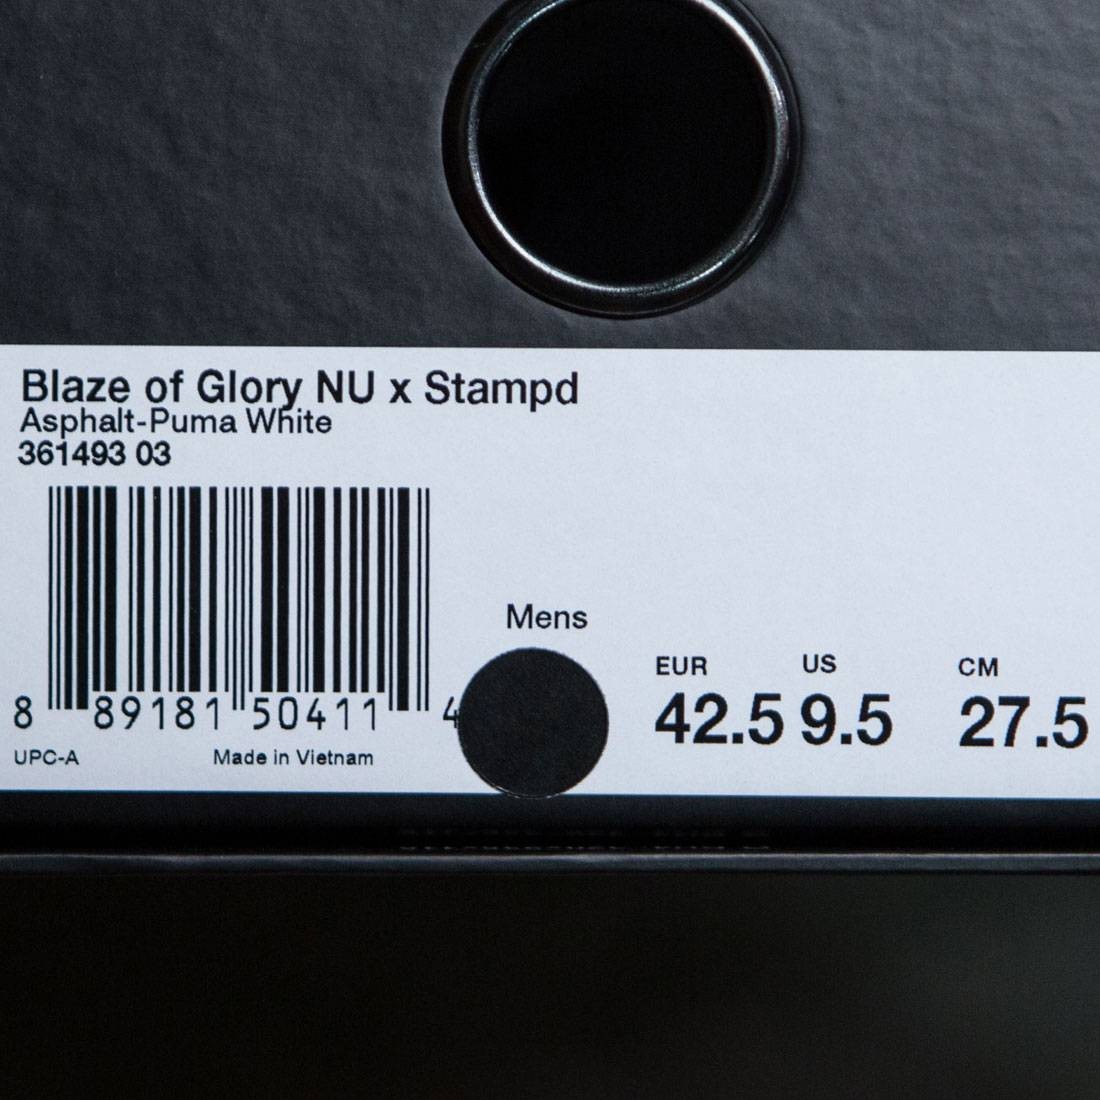 Blaze of Glory NU x Stampd
Asphalt-Puma White
361493 03
Mens
EUR US CM
42.5 9.5 27.5
8 89181 50411 4
UPC-A Made in Vietnam